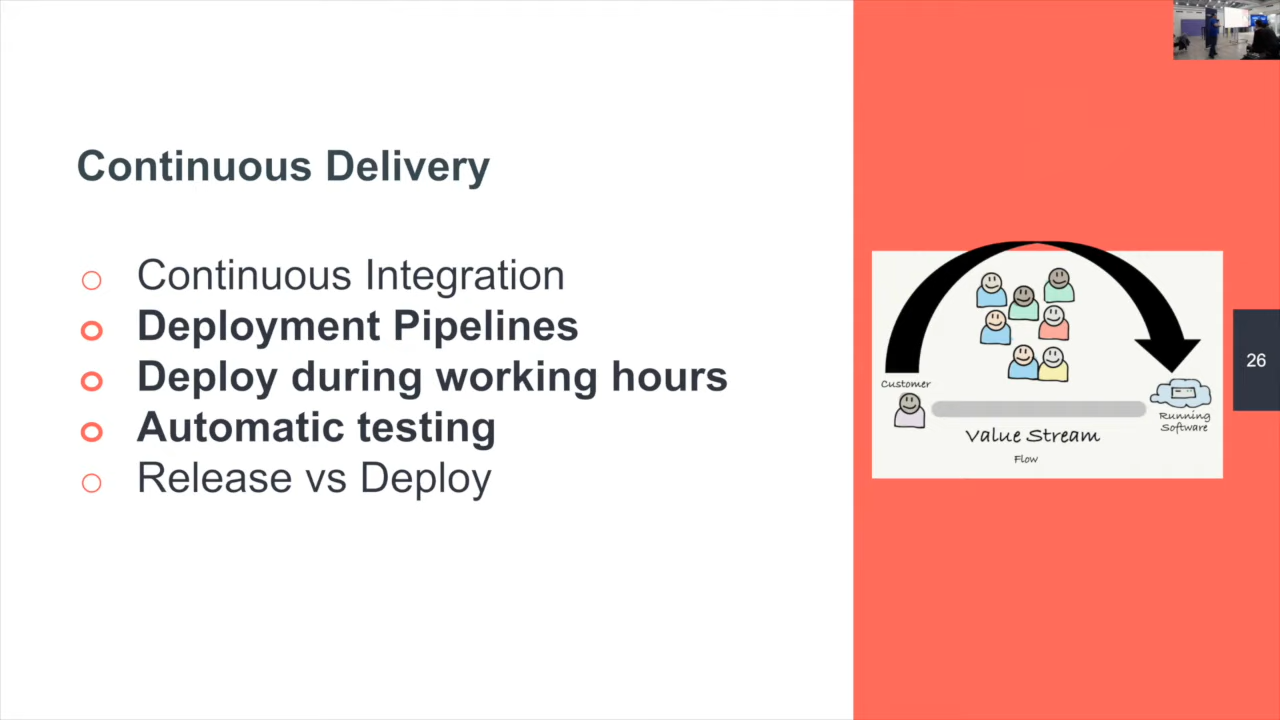 Continuous Delivery
Continuous Integration
Deployment Pipelines
Deploy during working hours
Automatic testing
Release vs Deploy
Customer
Running
Software
Value Stream
Flow
26